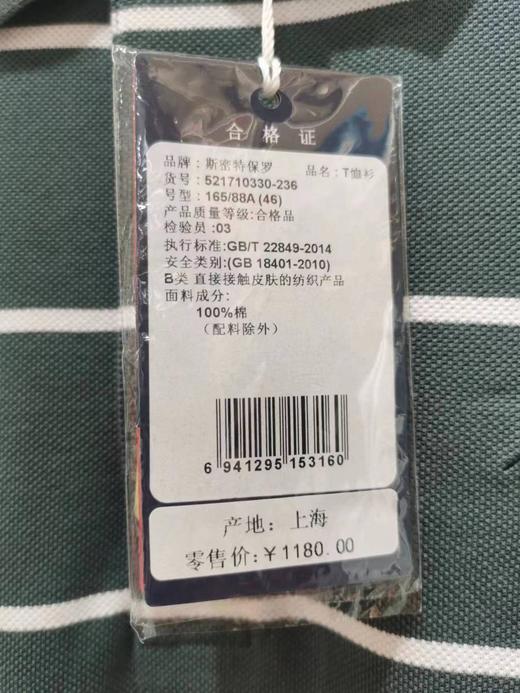 合格证
品牌：斯密特保罗 品名：T恤衫
货号：521710330-236
号型：165/88A (46)
产品质量等级:合格品
检验员:03
执行标准:GB/T 22849-2014
安全类别:(GB 18401-2010)
B类 直接接触皮肤的纺织产品
面料成分:
100%棉
（配料除外）
6 941295 153160
产地：上海
零售价:￥1180.00